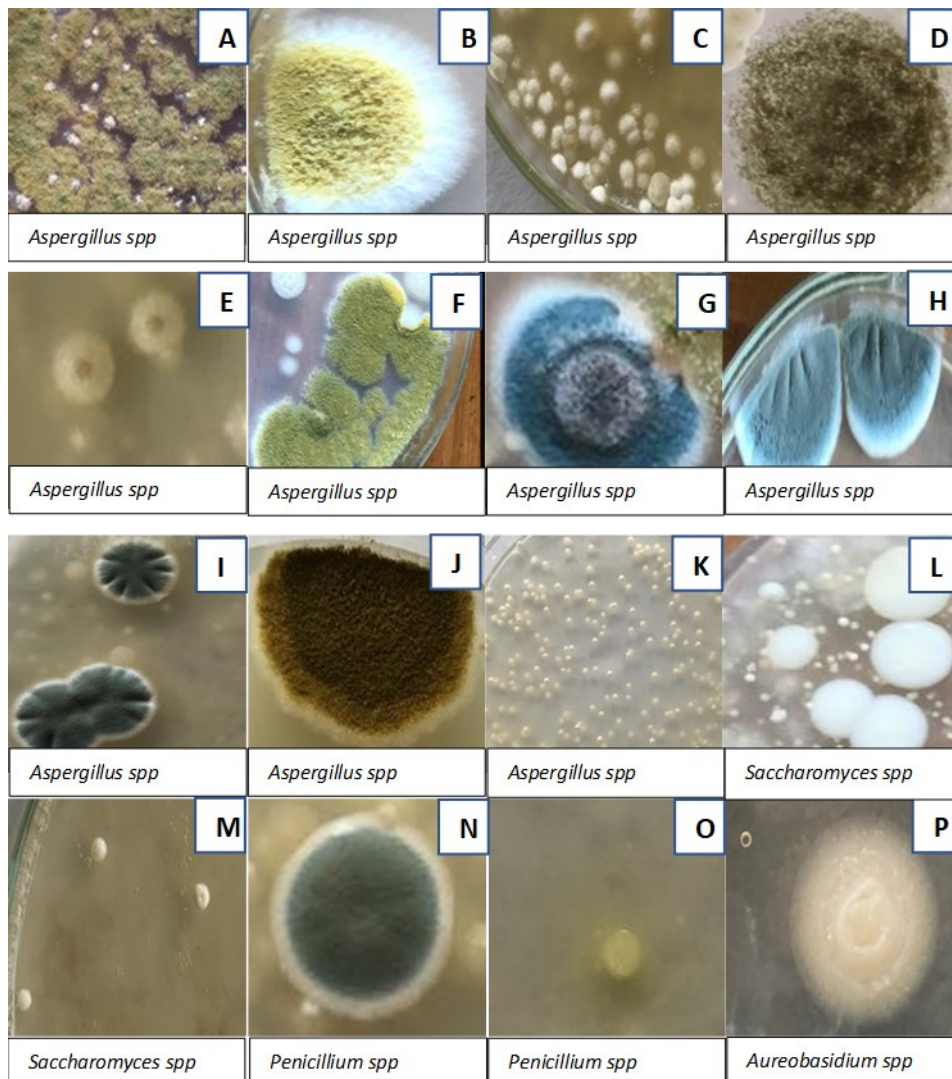 A B C D
Aspergillus spp Aspergillus spp Aspergillus spp Aspergillus spp
E F G H
Aspergillus spp Aspergillus spp Aspergillus spp Aspergillus spp
I J K L
Aspergillus spp Aspergillus spp Aspergillus spp Saccharomyces spp
M N O P
Saccharomyces spp Penicillium spp Penicillium spp Aureobasidium spp